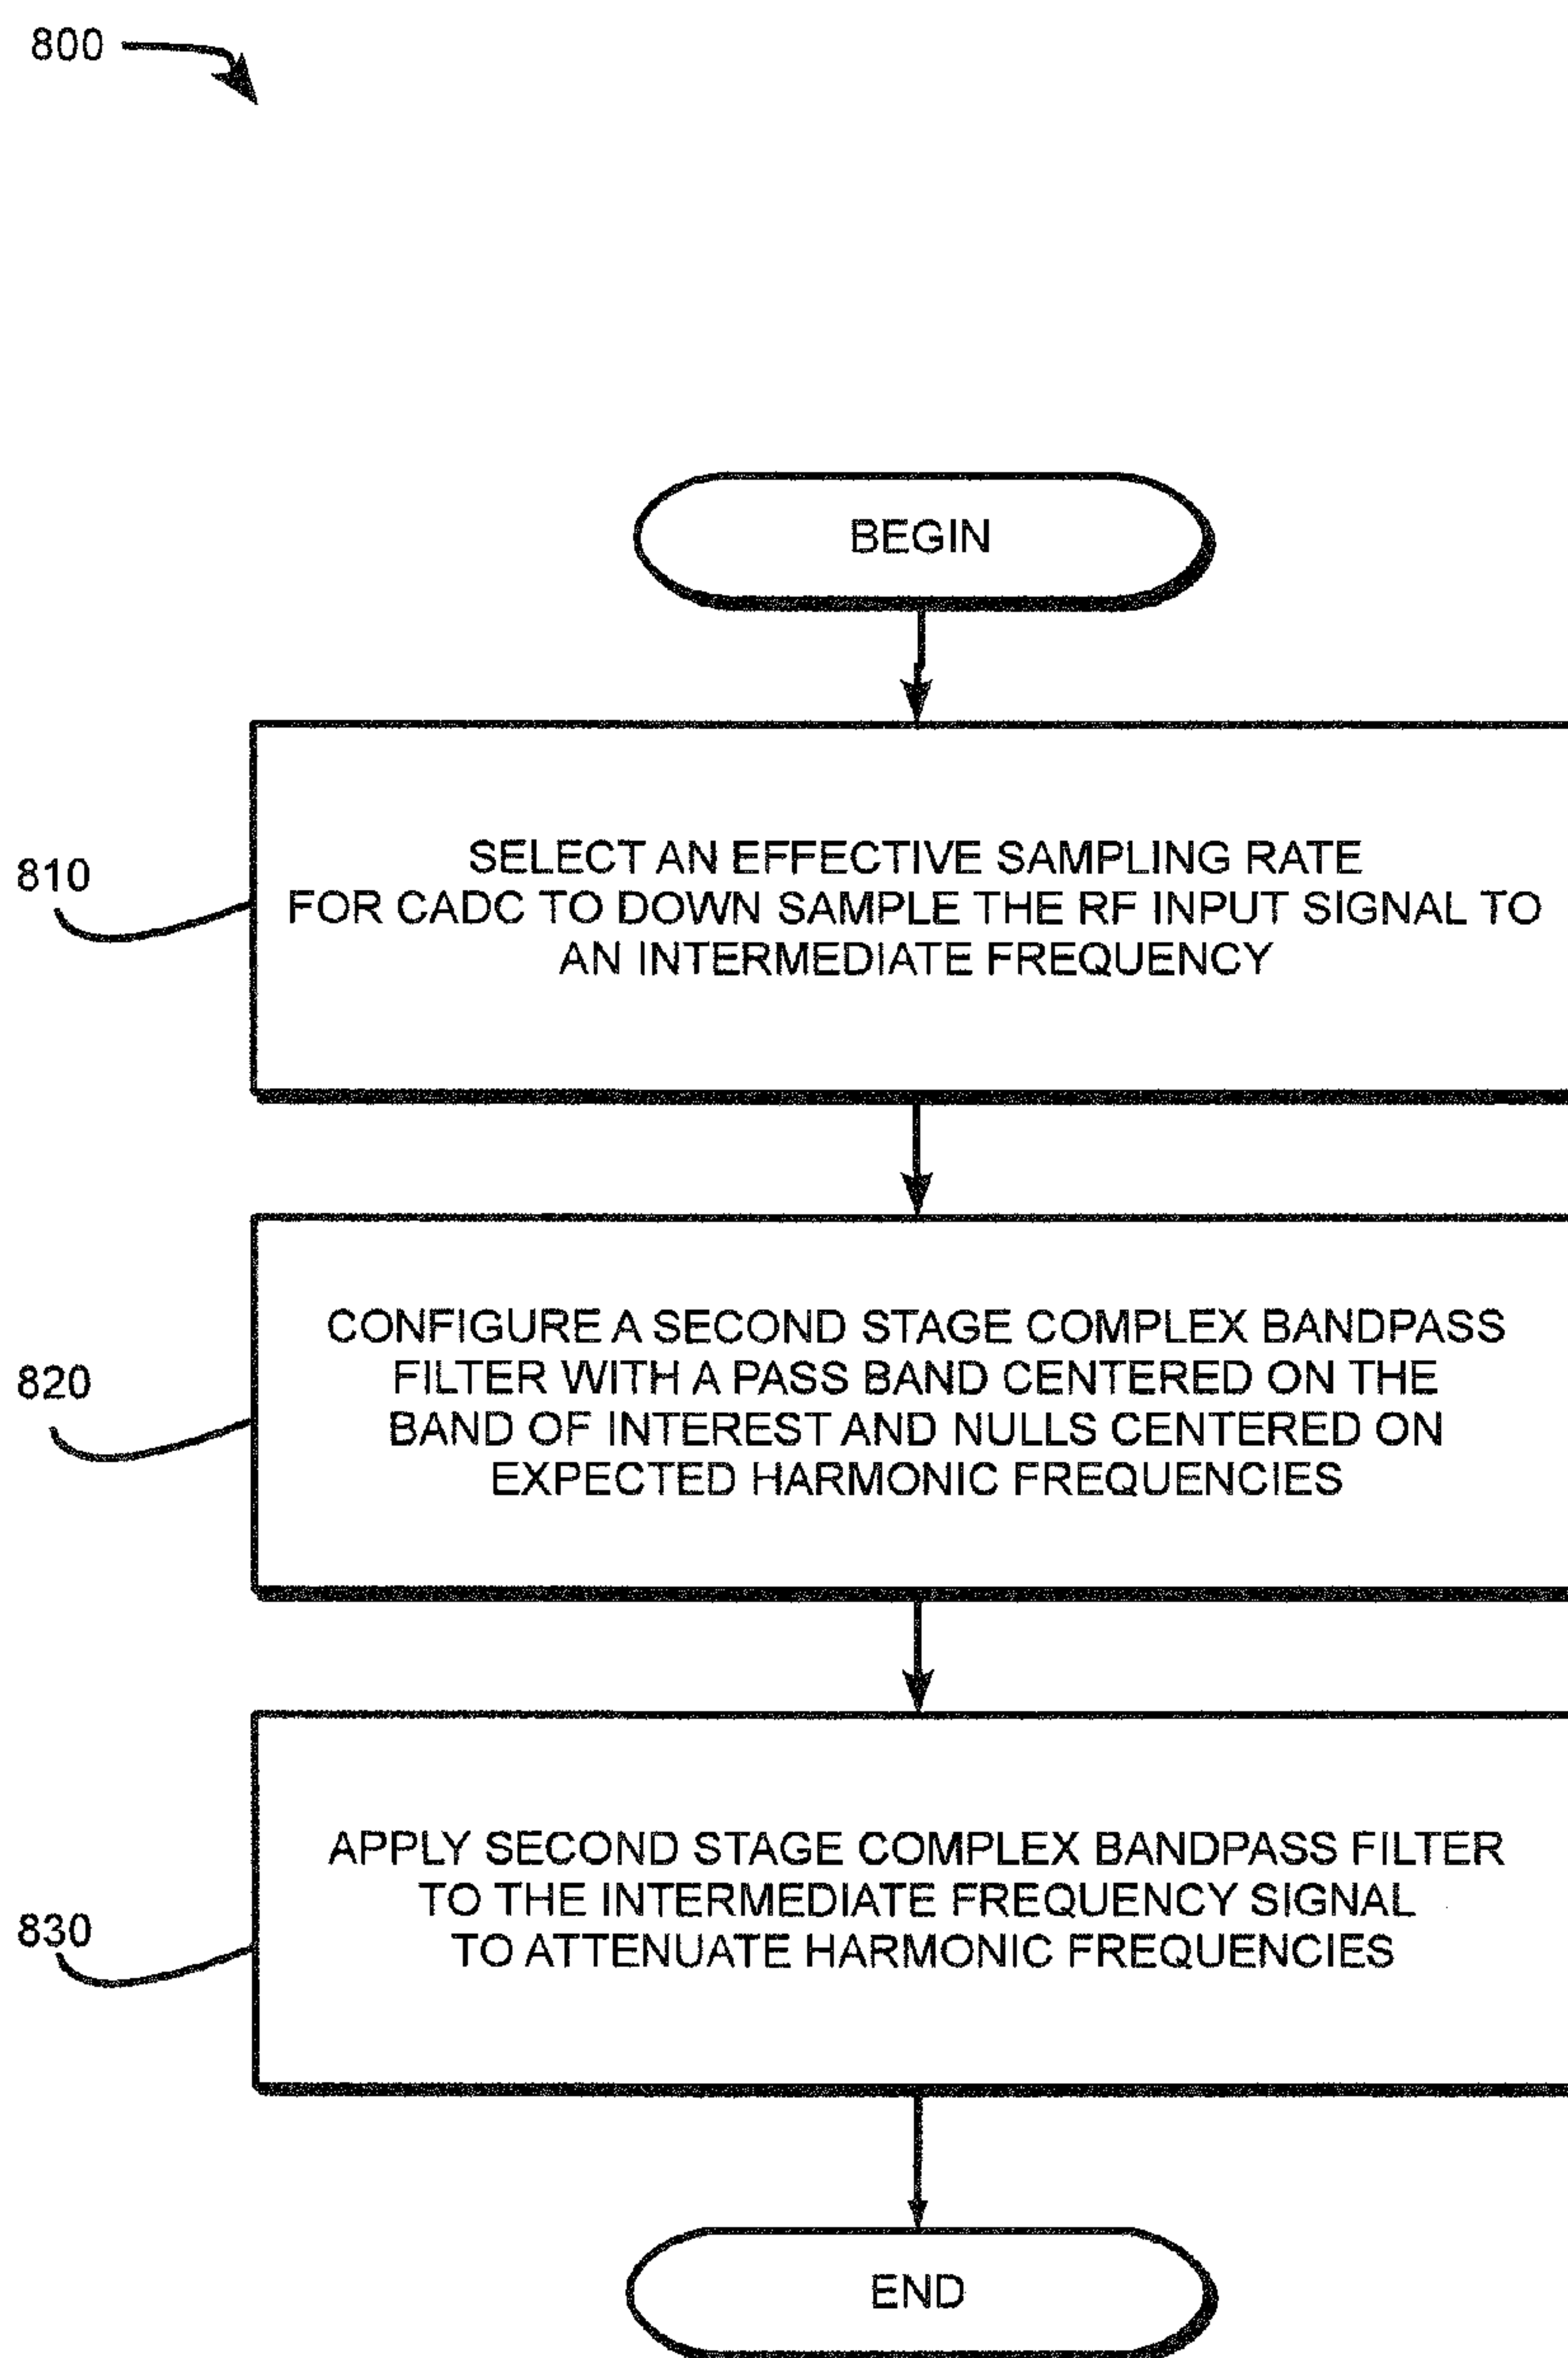 800
BEGIN
810
SELECT AN EFFECTIVE SAMPLING RATE
FOR CADC TO DOWN SAMPLE THE RF INPUT SIGNAL TO
AN INTERMEDIATE FREQUENCY
820
CONFIGURE A SECOND STAGE COMPLEX BANDPASS
FILTER WITH A PASS BAND CENTERED ON THE
BAND OF INTEREST AND NULLS CENTERED ON
EXPECTED HARMONIC FREQUENCIES
830
APPLY SECOND STAGE COMPLEX BANDPASS FILTER
TO THE INTERMEDIATE FREQUENCY SIGNAL
TO ATTENUATE HARMONIC FREQUENCIES
END